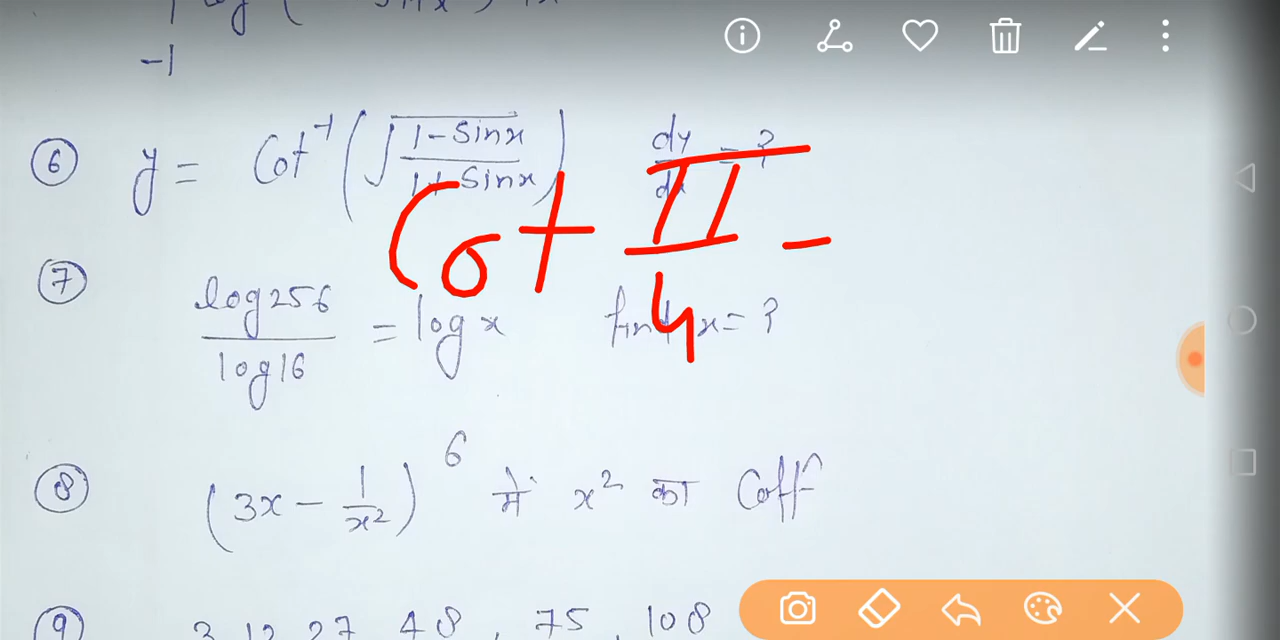 -1
⑥ y = Cot⁻¹ (√(1-Sinx / 1+Sinx)) dy/dx = ?
Cot π/4 -
⑦ log256 / log16 = logx find x = ?
⑧ (3x - 1/x²)⁶ में x² का Coff^n
⑨ 3, 12, 27, 48, 75, 108